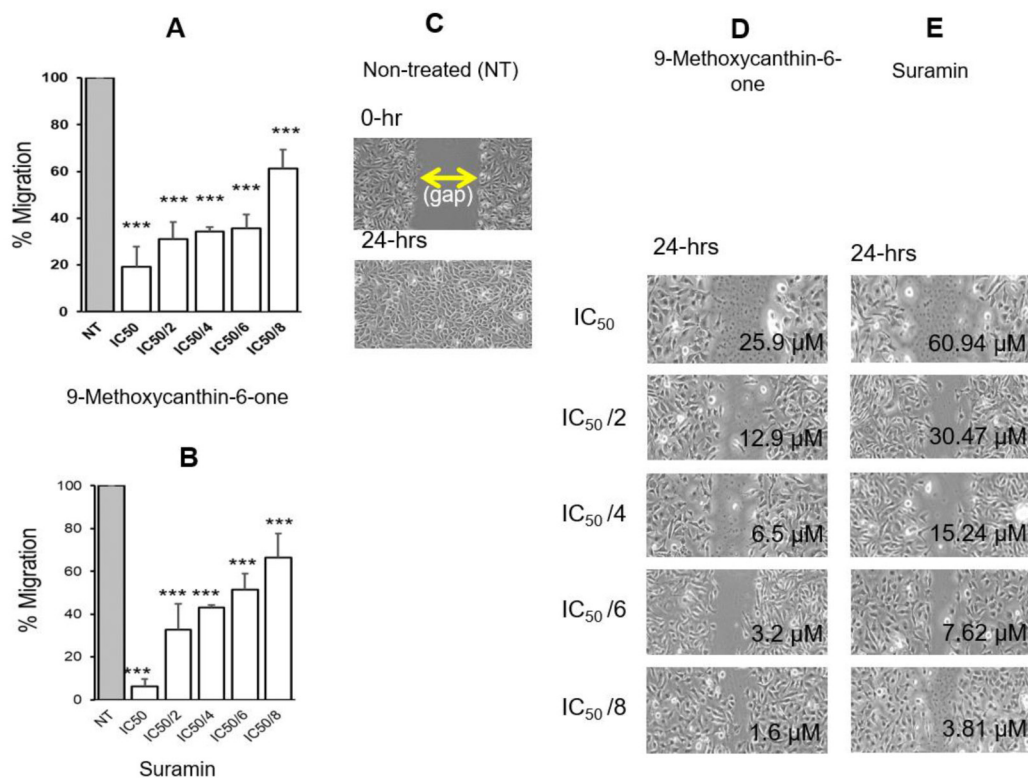 A
% Migration
100
80
60
40
20
0
***
***
***
***
***
NT
IC50
IC50/2
IC50/4
IC50/6
IC50/8
9-Methoxycanthin-6-one
B
% Migration
100
80
60
40
20
0
***
***
***
***
***
NT
IC50
IC50/2
IC50/4
IC50/6
IC50/8
Suramin
C
Non-treated (NT)
0-hr
(gap)
24-hrs
D
9-Methoxycanthin-6-
one
E
Suramin
24-hrs
24-hrs
IC50
25.9 µM
60.94 µM
IC50 /2
12.9 µM
30.47 µM
IC50 /4
6.5 µM
15.24 µM
IC50 /6
3.2 µM
7.62 µM
IC50 /8
1.6 µM
3.81 µM